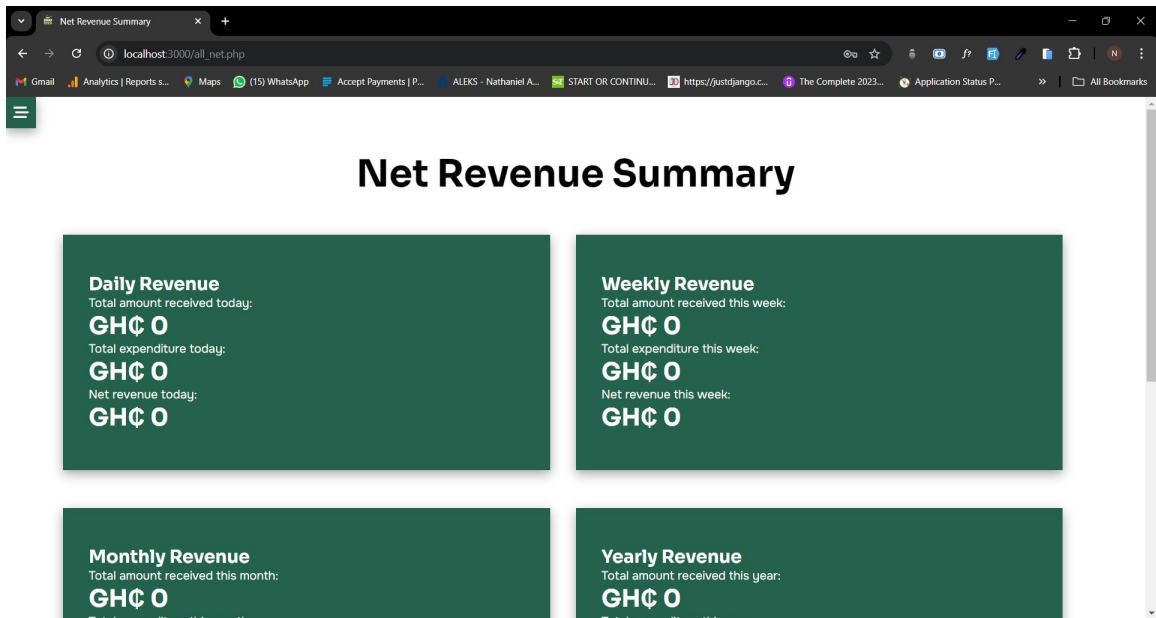 Net Revenue Summary
localhost:3000/all_net.php
N
Gmail
Analytics | Reports s...
Maps
(15) WhatsApp
Accept Payments | P...
ALEKS - Nathaniel A...
START OR CONTINU...
https://justdjango.c...
The Complete 2023...
Application Status P...
All Bookmarks
Net Revenue Summary
Daily Revenue
Total amount received today:
GH₵ 0
Total expenditure today:
GH₵ 0
Net revenue today:
GH₵ 0
Weekly Revenue
Total amount received this week:
GH₵ 0
Total expenditure this week:
GH₵ 0
Net revenue this week:
GH₵ 0
Monthly Revenue
Total amount received this month:
GH₵ 0
Yearly Revenue
Total amount received this year:
GH₵ 0